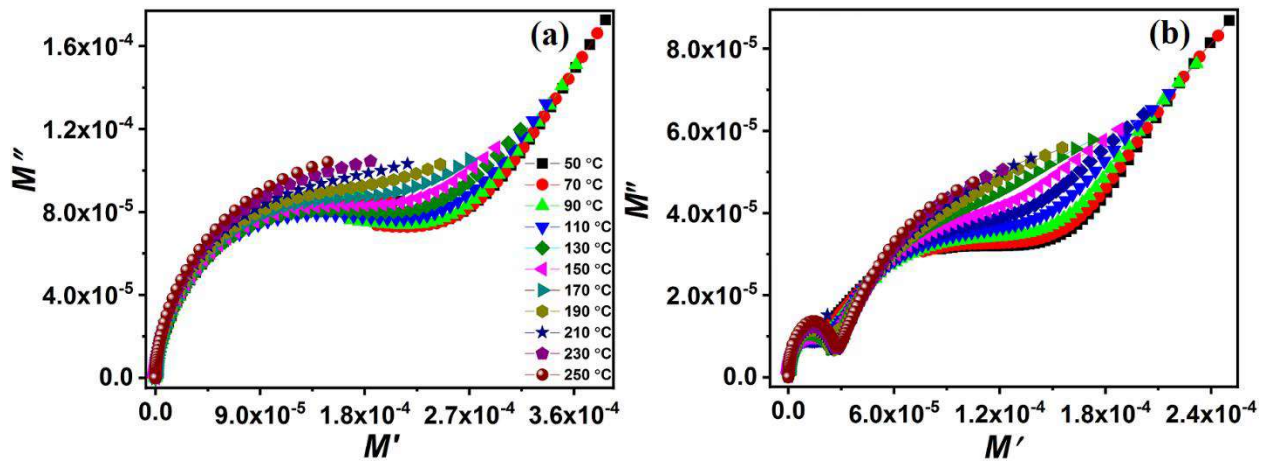 (a)
M″
1.6x10⁻⁴
1.2x10⁻⁴
8.0x10⁻⁵
4.0x10⁻⁵
0.0
0.0 9.0x10⁻⁵ 1.8x10⁻⁴ 2.7x10⁻⁴ 3.6x10⁻⁴
M′
50 °C
70 °C
90 °C
110 °C
130 °C
150 °C
170 °C
190 °C
210 °C
230 °C
250 °C
(b)
M″
8.0x10⁻⁵
6.0x10⁻⁵
4.0x10⁻⁵
2.0x10⁻⁵
0.0
0.0 6.0x10⁻⁵ 1.2x10⁻⁴ 1.8x10⁻⁴ 2.4x10⁻⁴
M′